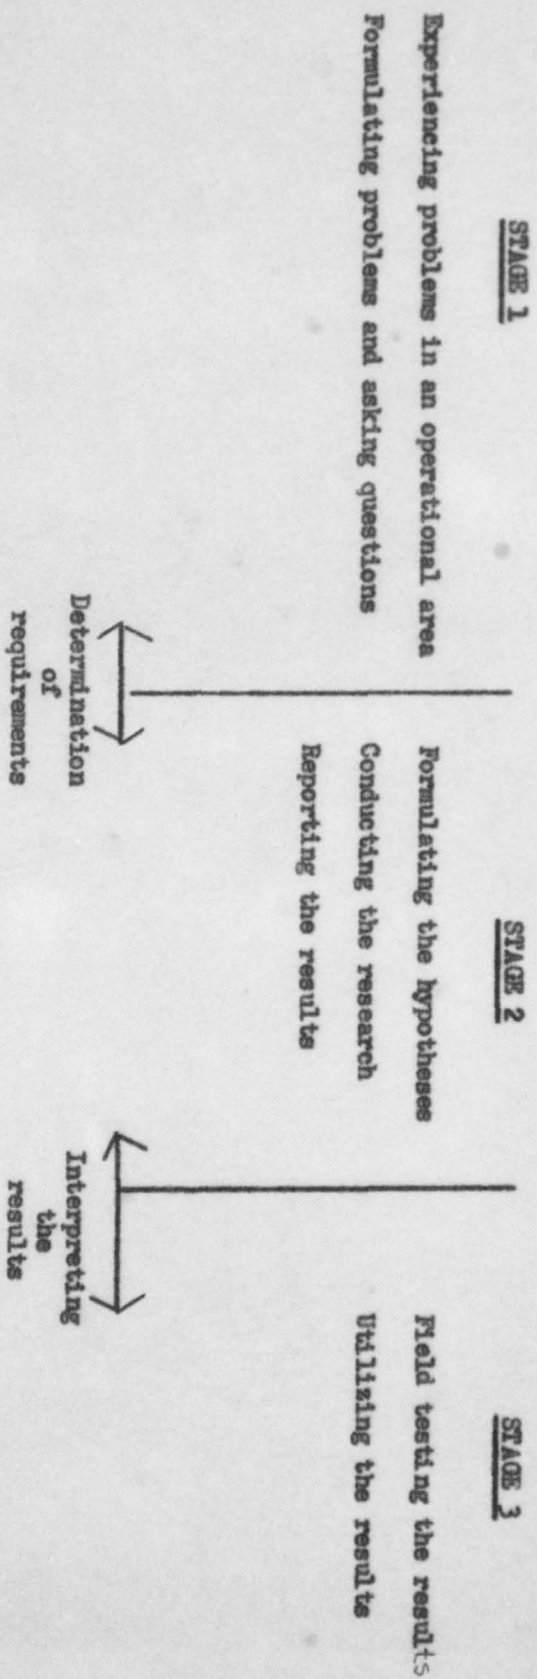 STAGE 1
Experiencing problems in an operational area
Formulating problems and asking questions
Determination
of
requirements
STAGE 2
Formulating the hypotheses
Conducting the research
Reporting the results
Interpreting
the
results
STAGE 3
Field testing the results
Utilizing the results